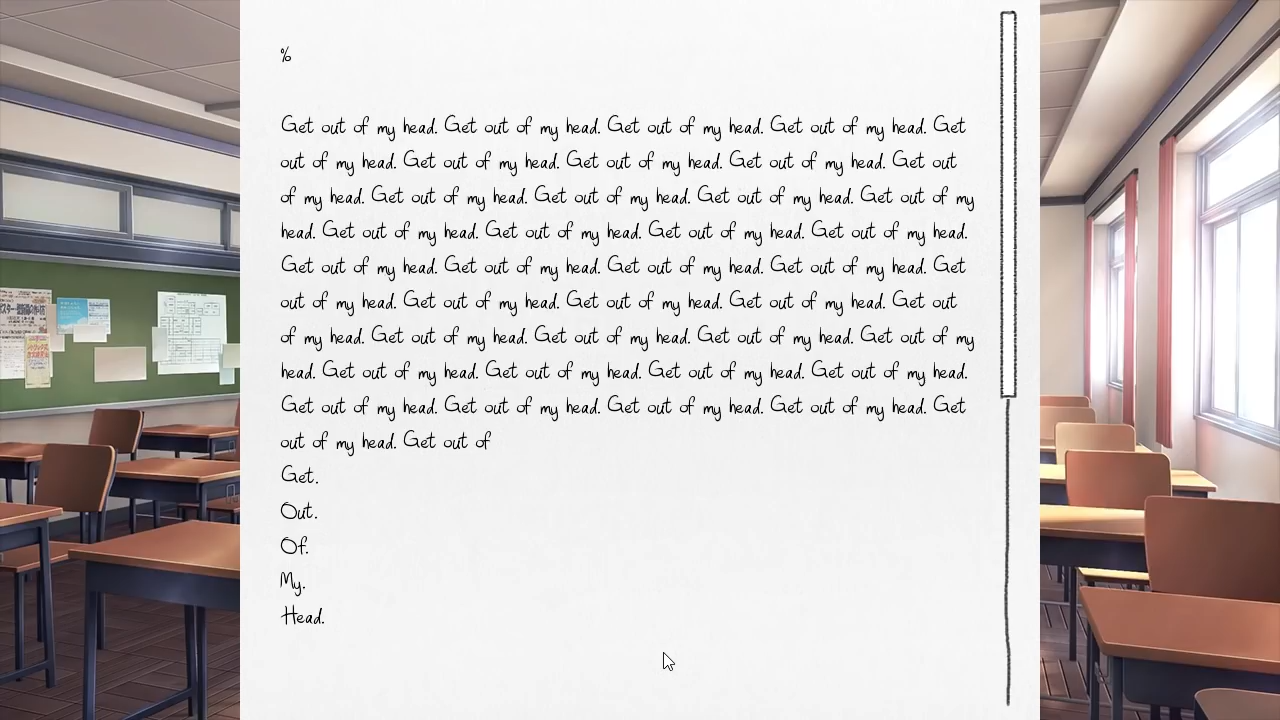 %
Get out of my head. Get out of my head. Get out of my head. Get out of my head. Get
out of my head. Get out of my head. Get out of my head. Get out of my head. Get out
of my head. Get out of my head. Get out of my head. Get out of my head. Get out of my
head. Get out of my head. Get out of my head. Get out of my head. Get out of my head.
Get out of my head. Get out of my head. Get out of my head. Get out of my head. Get
out of my head. Get out of my head. Get out of my head. Get out of my head. Get out
of my head. Get out of my head. Get out of my head. Get out of my head. Get out of my
head. Get out of my head. Get out of my head. Get out of my head. Get out of my head.
Get out of my head. Get out of my head. Get out of my head. Get out of my head. Get
out of my head. Get out of
Get.
Out.
Of.
My.
Head.